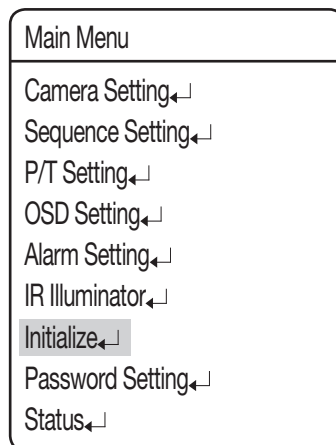 Main Menu
Camera Setting↵
Sequence Setting↵
P/T Setting↵
OSD Setting↵
Alarm Setting↵
IR Illuminator↵
Initialize↵
Password Setting↵
Status↵